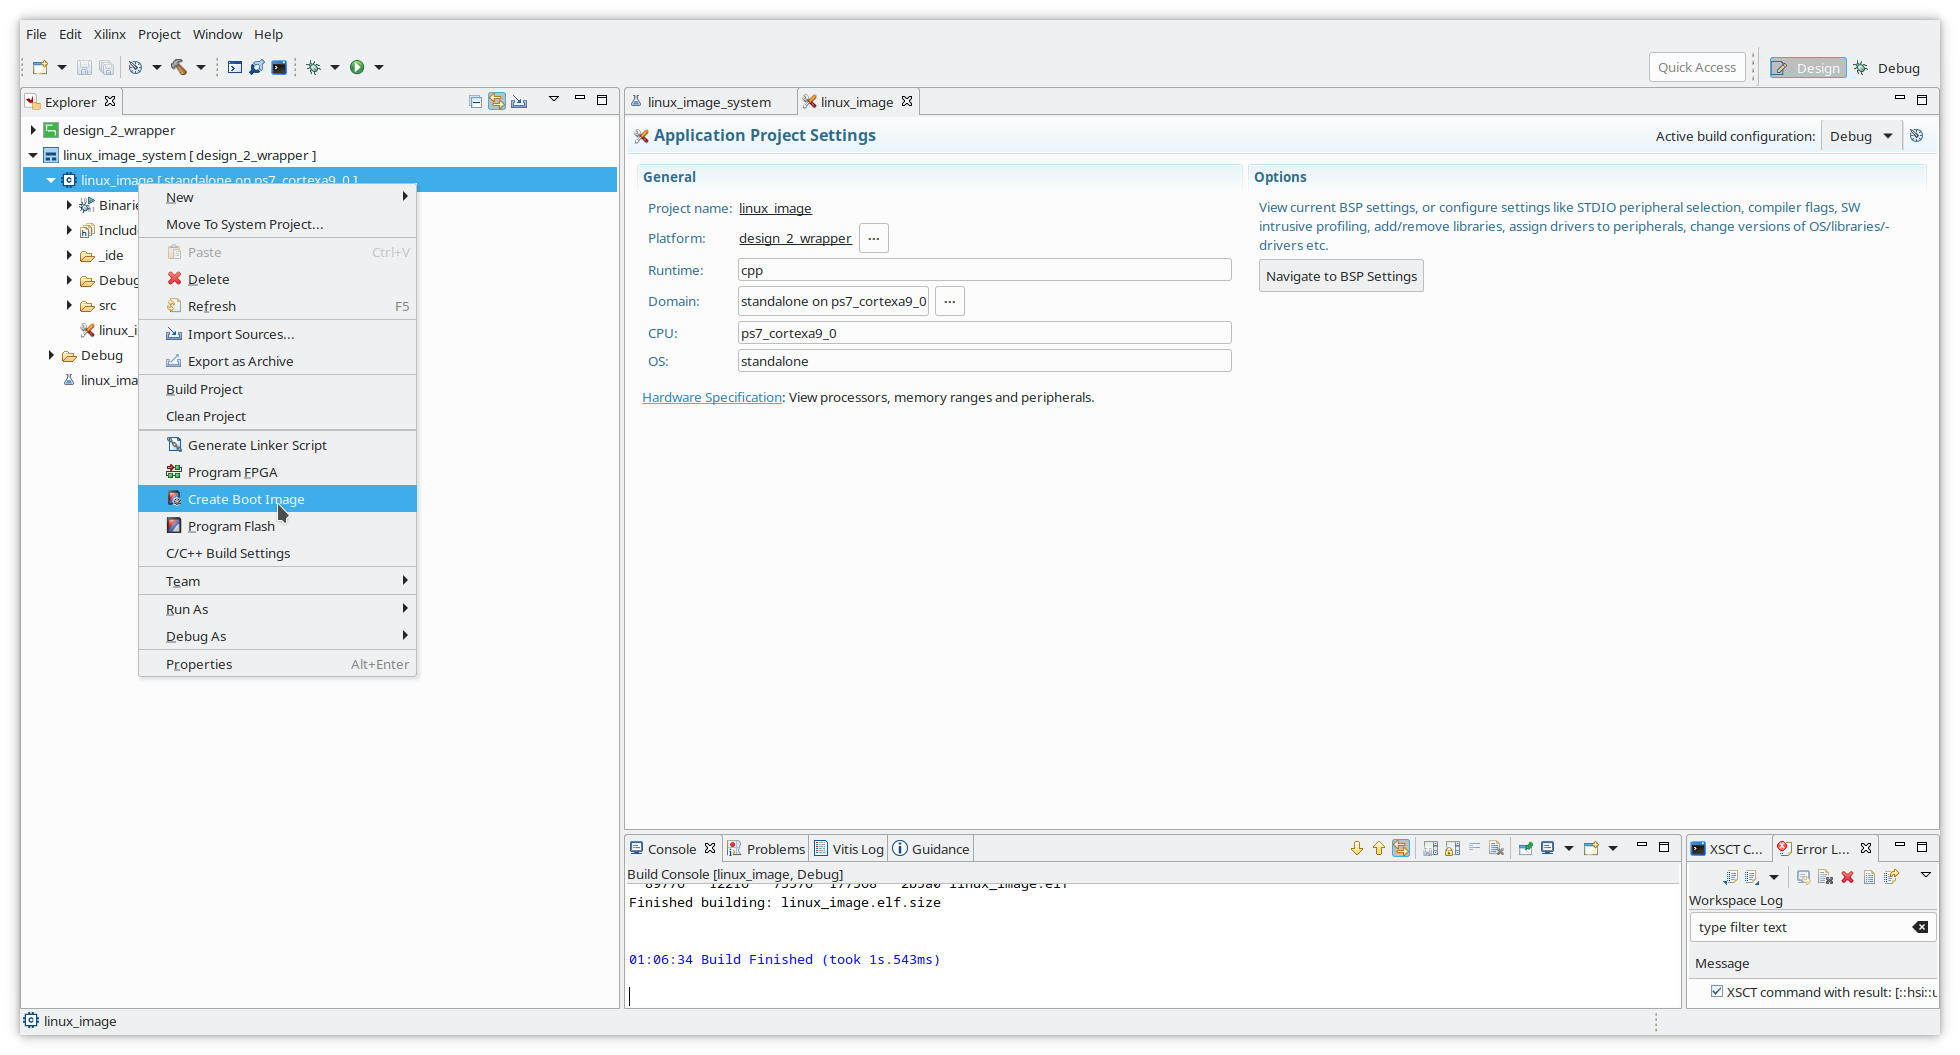 File Edit Xilinx Project Window Help
Quick Access
Design
Debug
Explorer
design_2_wrapper
linux_image_system [ design_2_wrapper ]
linux_image [ standalone on ps7_cortexa9_0 ]
Binarie
Includ
_ide
Debug
src
linux_i
Debug
linux_ima
New
Move To System Project...
Paste Ctrl+V
Delete
Refresh F5
Import Sources...
Export as Archive
Build Project
Clean Project
Generate Linker Script
Program FPGA
Create Boot Image
Program Flash
C/C++ Build Settings
Team
Run As
Debug As
Properties Alt+Enter
linux_image_system
linux_image
Application Project Settings
Active build configuration: Debug
General
Project name: linux_image
Platform: design_2_wrapper ...
Runtime: cpp
Domain: standalone on ps7_cortexa9_0 ...
CPU: ps7_cortexa9_0
OS: standalone
Hardware Specification: View processors, memory ranges and peripherals.
Options
View current BSP settings, or configure settings like STDIO peripheral selection, compiler flags, SW
intrusive profiling, add/remove libraries, assign drivers to peripherals, change versions of OS/libraries/-
drivers etc.
Navigate to BSP Settings
Console
Problems
Vitis Log
Guidance
Build Console [linux_image, Debug]
linux_image.elf
Finished building: linux_image.elf.size
01:06:34 Build Finished (took 1s.543ms)
XSCT C...
Error L...
Workspace Log
type filter text
Message
XSCT command with result: [::hsi::u
linux_image